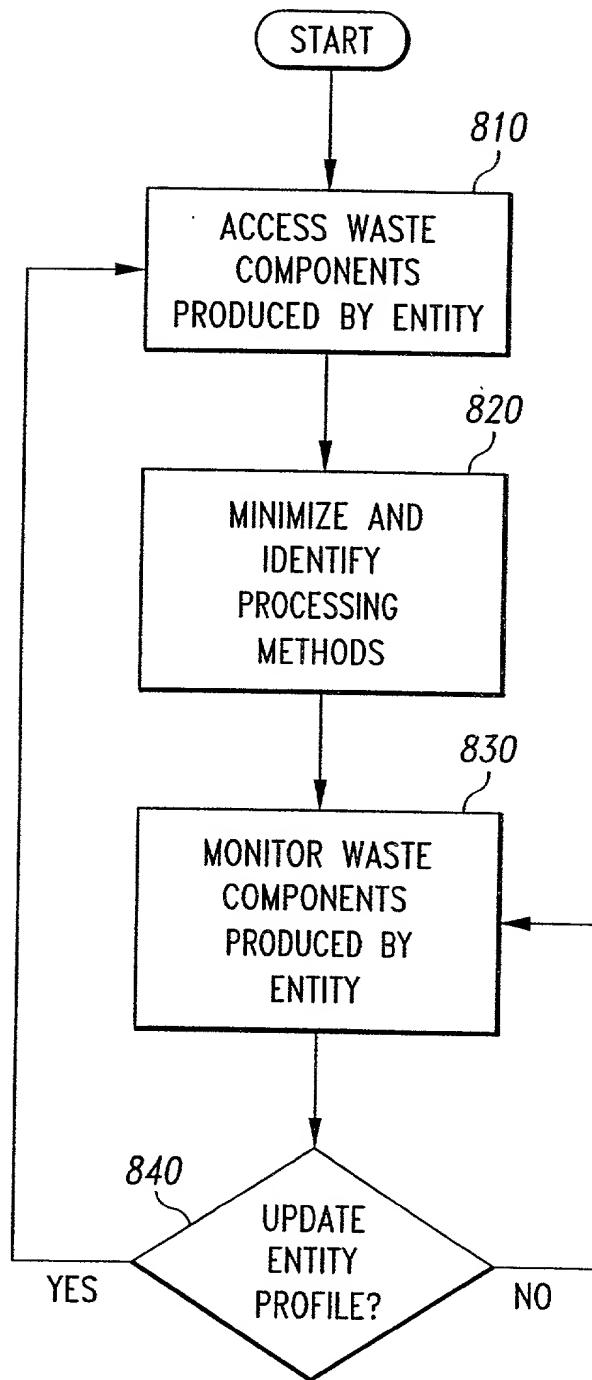 START
810
ACCESS WASTE
COMPONENTS
PRODUCED BY ENTITY
820
MINIMIZE AND
IDENTIFY
PROCESSING
METHODS
830
MONITOR WASTE
COMPONENTS
PRODUCED BY
ENTITY
840
UPDATE
ENTITY
PROFILE?
YES
NO